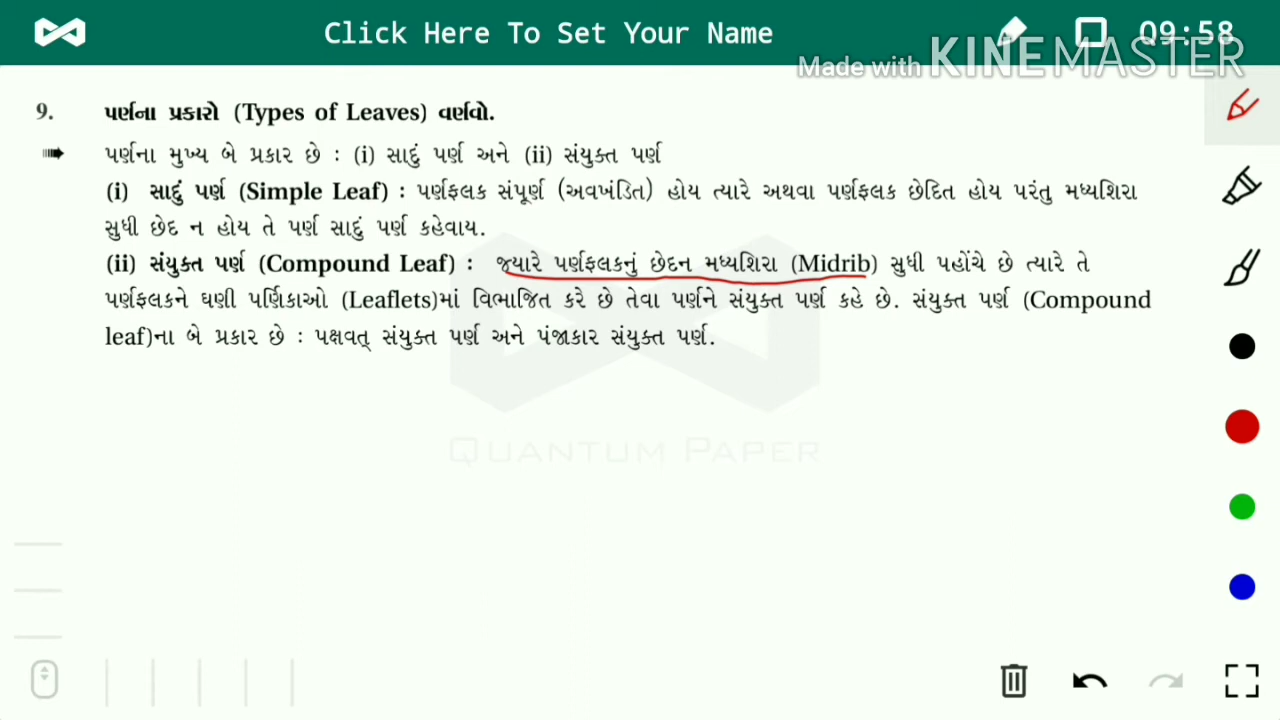 Click Here To Set Your Name
09:58
Made with KINEMASTER
9. પર્ણના પ્રકારો (Types of Leaves) વર્ણવો.
પર્ણના મુખ્ય બે પ્રકાર છે : (i) સાદું પર્ણ અને (ii) સંયુક્ત પર્ણ
(i) સાદું પર્ણ (Simple Leaf) : પર્ણફલક સંપૂર્ણ (અવખંડિત) હોય ત્યારે અથવા પર્ણફલક છેદિત હોય પરંતુ મધ્યશિરા
સુધી છેદ ન હોય તે પર્ણ સાદું પર્ણ કહેવાય.
(ii) સંયુક્ત પર્ણ (Compound Leaf) : જ્યારે પર્ણફલકનું છેદન મધ્યશિરા (Midrib) સુધી પહોંચે છે ત્યારે તે
પર્ણફલકને ઘણી પર્ણિકાઓ (Leaflets)માં વિભાજિત કરે છે તેવા પર્ણને સંયુક્ત પર્ણ કહે છે. સંયુક્ત પર્ણ (Compound
leaf)ના બે પ્રકાર છે : પક્ષવત્ સંયુક્ત પર્ણ અને પંજાકાર સંયુક્ત પર્ણ.
QUANTUM PAPER